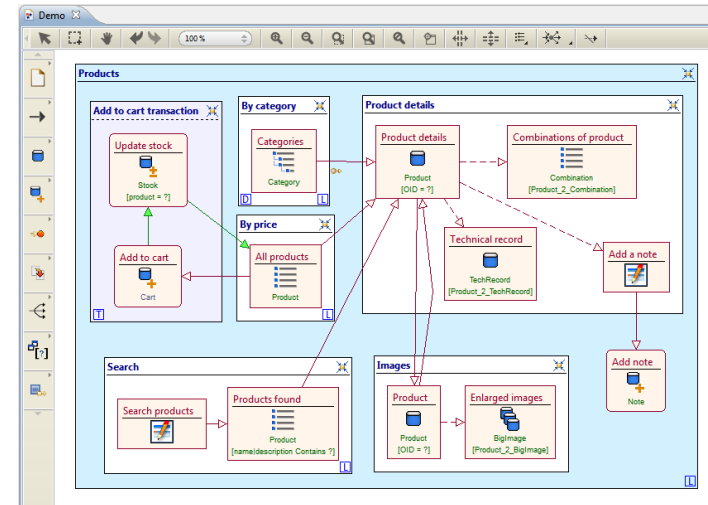 Demo
100 %
Products
Add to cart transaction
Update stock
Stock
[product = ?]
Add to cart
Cart
T
By category
Categories
Category
D
L
By price
All products
Product
L
Product details
Product details
Product
[OID = ?]
Combinations of product
Combination
[Product_2_Combination]
Technical record
TechRecord
[Product_2_TechRecord]
Add a note
Add note
Note
Search
Search products
Products found
Product
[name|description Contains ?]
L
Images
Product
Product
[OID = ?]
Enlarged images
BigImage
[Product_2_BigImage]
L
[?]